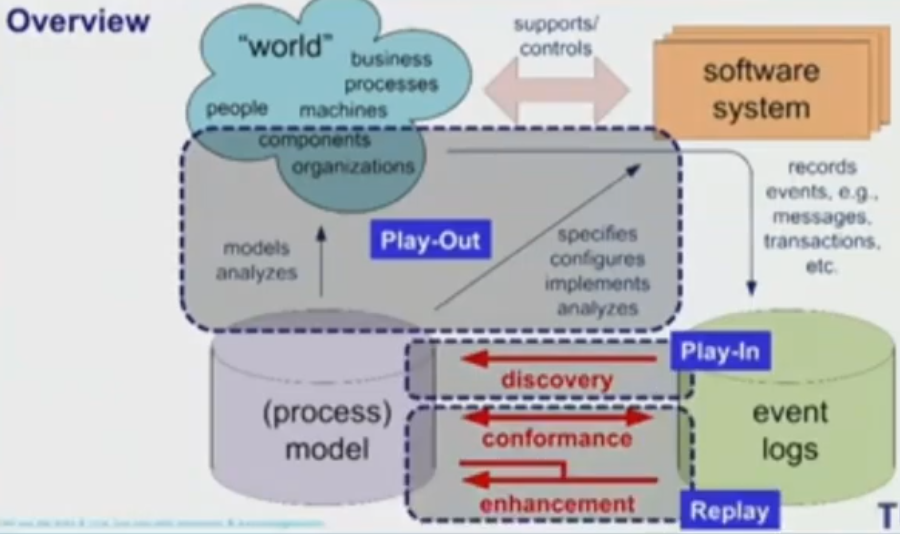 Overview
"world"
business
processes
people machines
components
organizations
supports/
controls
software
system
records
events, e.g.,
messages,
transactions,
etc.
models
analyzes
Play-Out
specifies
configures
implements
analyzes
Play-In
discovery
(process)
model
event
logs
conformance
enhancement
Replay
T